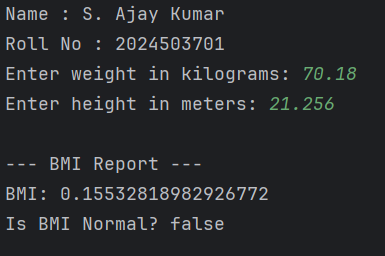 Name : S. Ajay Kumar
Roll No : 2024503701
Enter weight in kilograms: 70.18
Enter height in meters: 21.256
--- BMI Report ---
BMI: 0.15532818982926772
Is BMI Normal? false